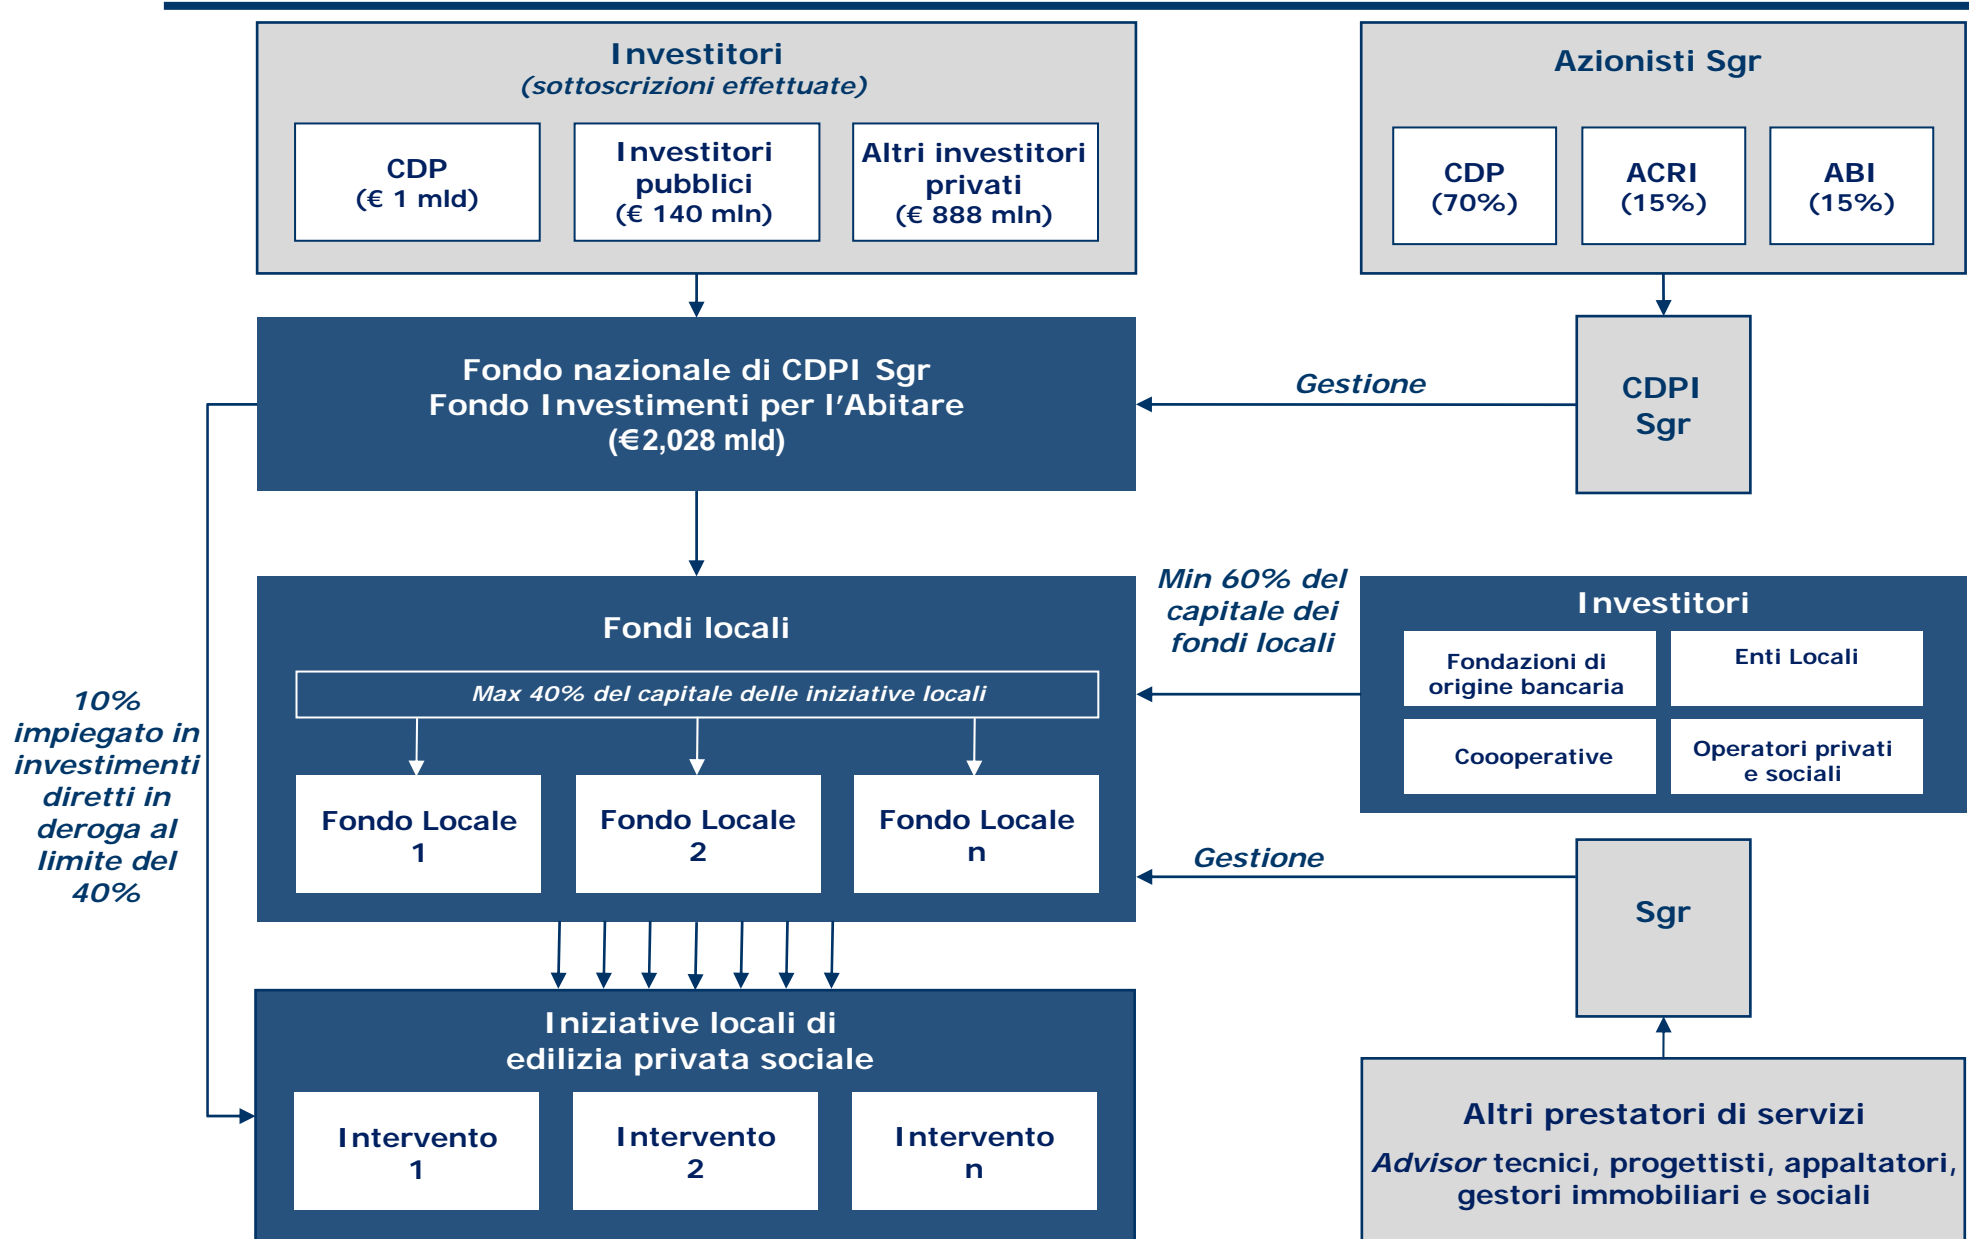 Investitori
(sottoscrizioni effettuate)
CDP
(€ 1 mld)
Investitori
pubblici
(€ 140 mln)
Altri investitori
privati
(€ 888 mln)
Azionisti Sgr
CDP
(70%)
ACRI
(15%)
ABI
(15%)
Fondo nazionale di CDPI Sgr
Fondo Investimenti per l'Abitare
(€2,028 mld)
Gestione
CDPI
Sgr
10%
impiegato in
investimenti
diretti in
deroga al
limite del
40%
Fondi locali
Max 40% del capitale delle iniziative locali
Fondo Locale
1
Fondo Locale
2
Fondo Locale
n
Min 60% del
capitale dei
fondi locali
Investitori
Fondazioni di
origine bancaria
Enti Locali
Coooperative
Operatori privati
e sociali
Gestione
Sgr
Iniziative locali di
edilizia privata sociale
Intervento
1
Intervento
2
Intervento
n
Altri prestatori di servizi
Advisor tecnici, progettisti, appaltatori,
gestori immobiliari e sociali